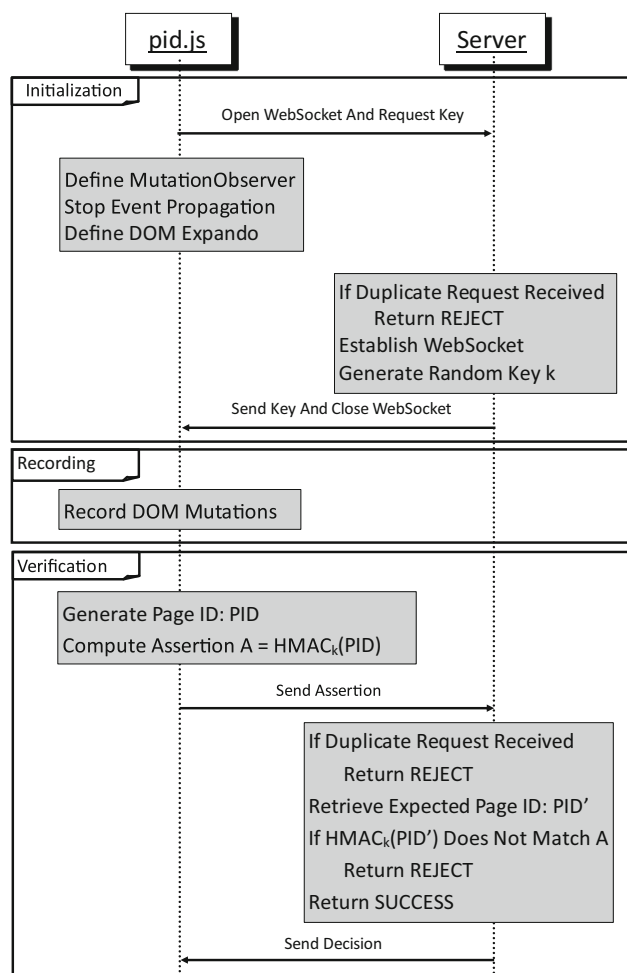 pid.js
Server
Initialization
Open WebSocket And Request Key
Define MutationObserver
Stop Event Propagation
Define DOM Expando
If Duplicate Request Received
Return REJECT
Establish WebSocket
Generate Random Key k
Send Key And Close WebSocket
Recording
Record DOM Mutations
Verification
Generate Page ID: PID
Compute Assertion A = HMACₖ(PID)
Send Assertion
If Duplicate Request Received
Return REJECT
Retrieve Expected Page ID: PID’
If HMACₖ(PID’) Does Not Match A
Return REJECT
Return SUCCESS
Send Decision